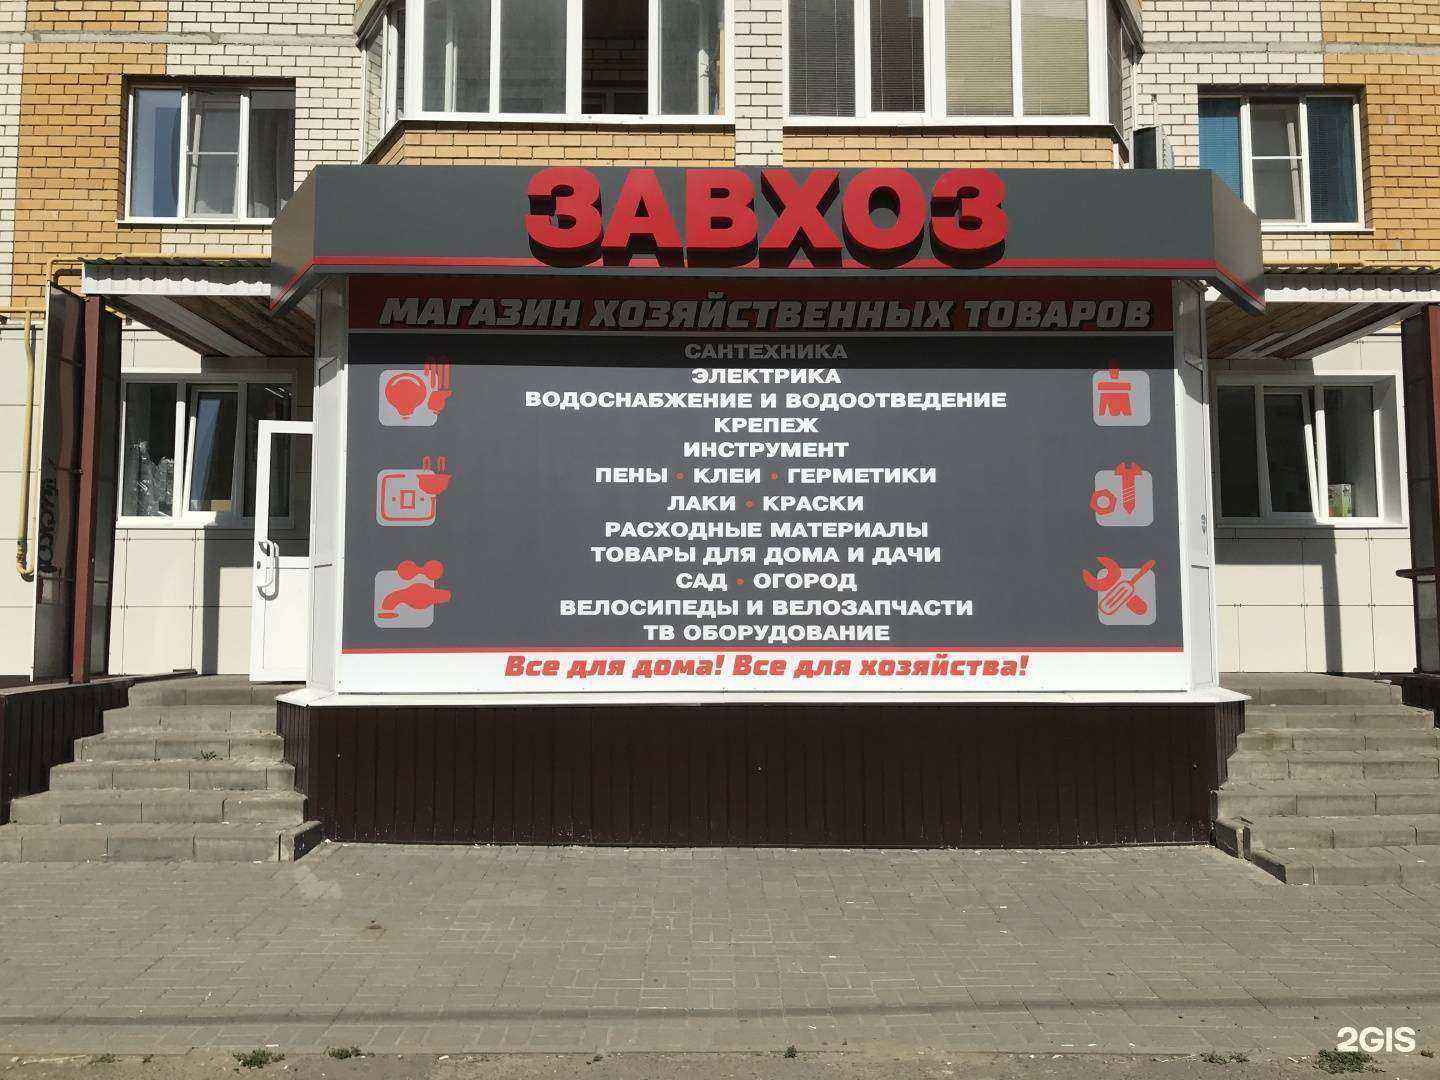 ЗАВХОЗ
МАГАЗИН ХОЗЯЙСТВЕННЫХ ТОВАРОВ
САНТЕХНИКА
ЭЛЕКТРИКА
ВОДОСНАБЖЕНИЕ И ВОДООТВЕДЕНИЕ
КРЕПЕЖ
ИНСТРУМЕНТ
ПЕНЫ • КЛЕИ • ГЕРМЕТИКИ
ЛАКИ • КРАСКИ
РАСХОДНЫЕ МАТЕРИАЛЫ
ТОВАРЫ ДЛЯ ДОМА И ДАЧИ
САД • ОГОРОД
ВЕЛОСИПЕДЫ И ВЕЛОЗАПЧАСТИ
ТВ ОБОРУДОВАНИЕ
Все для дома! Все для хозяйства!
2GIS